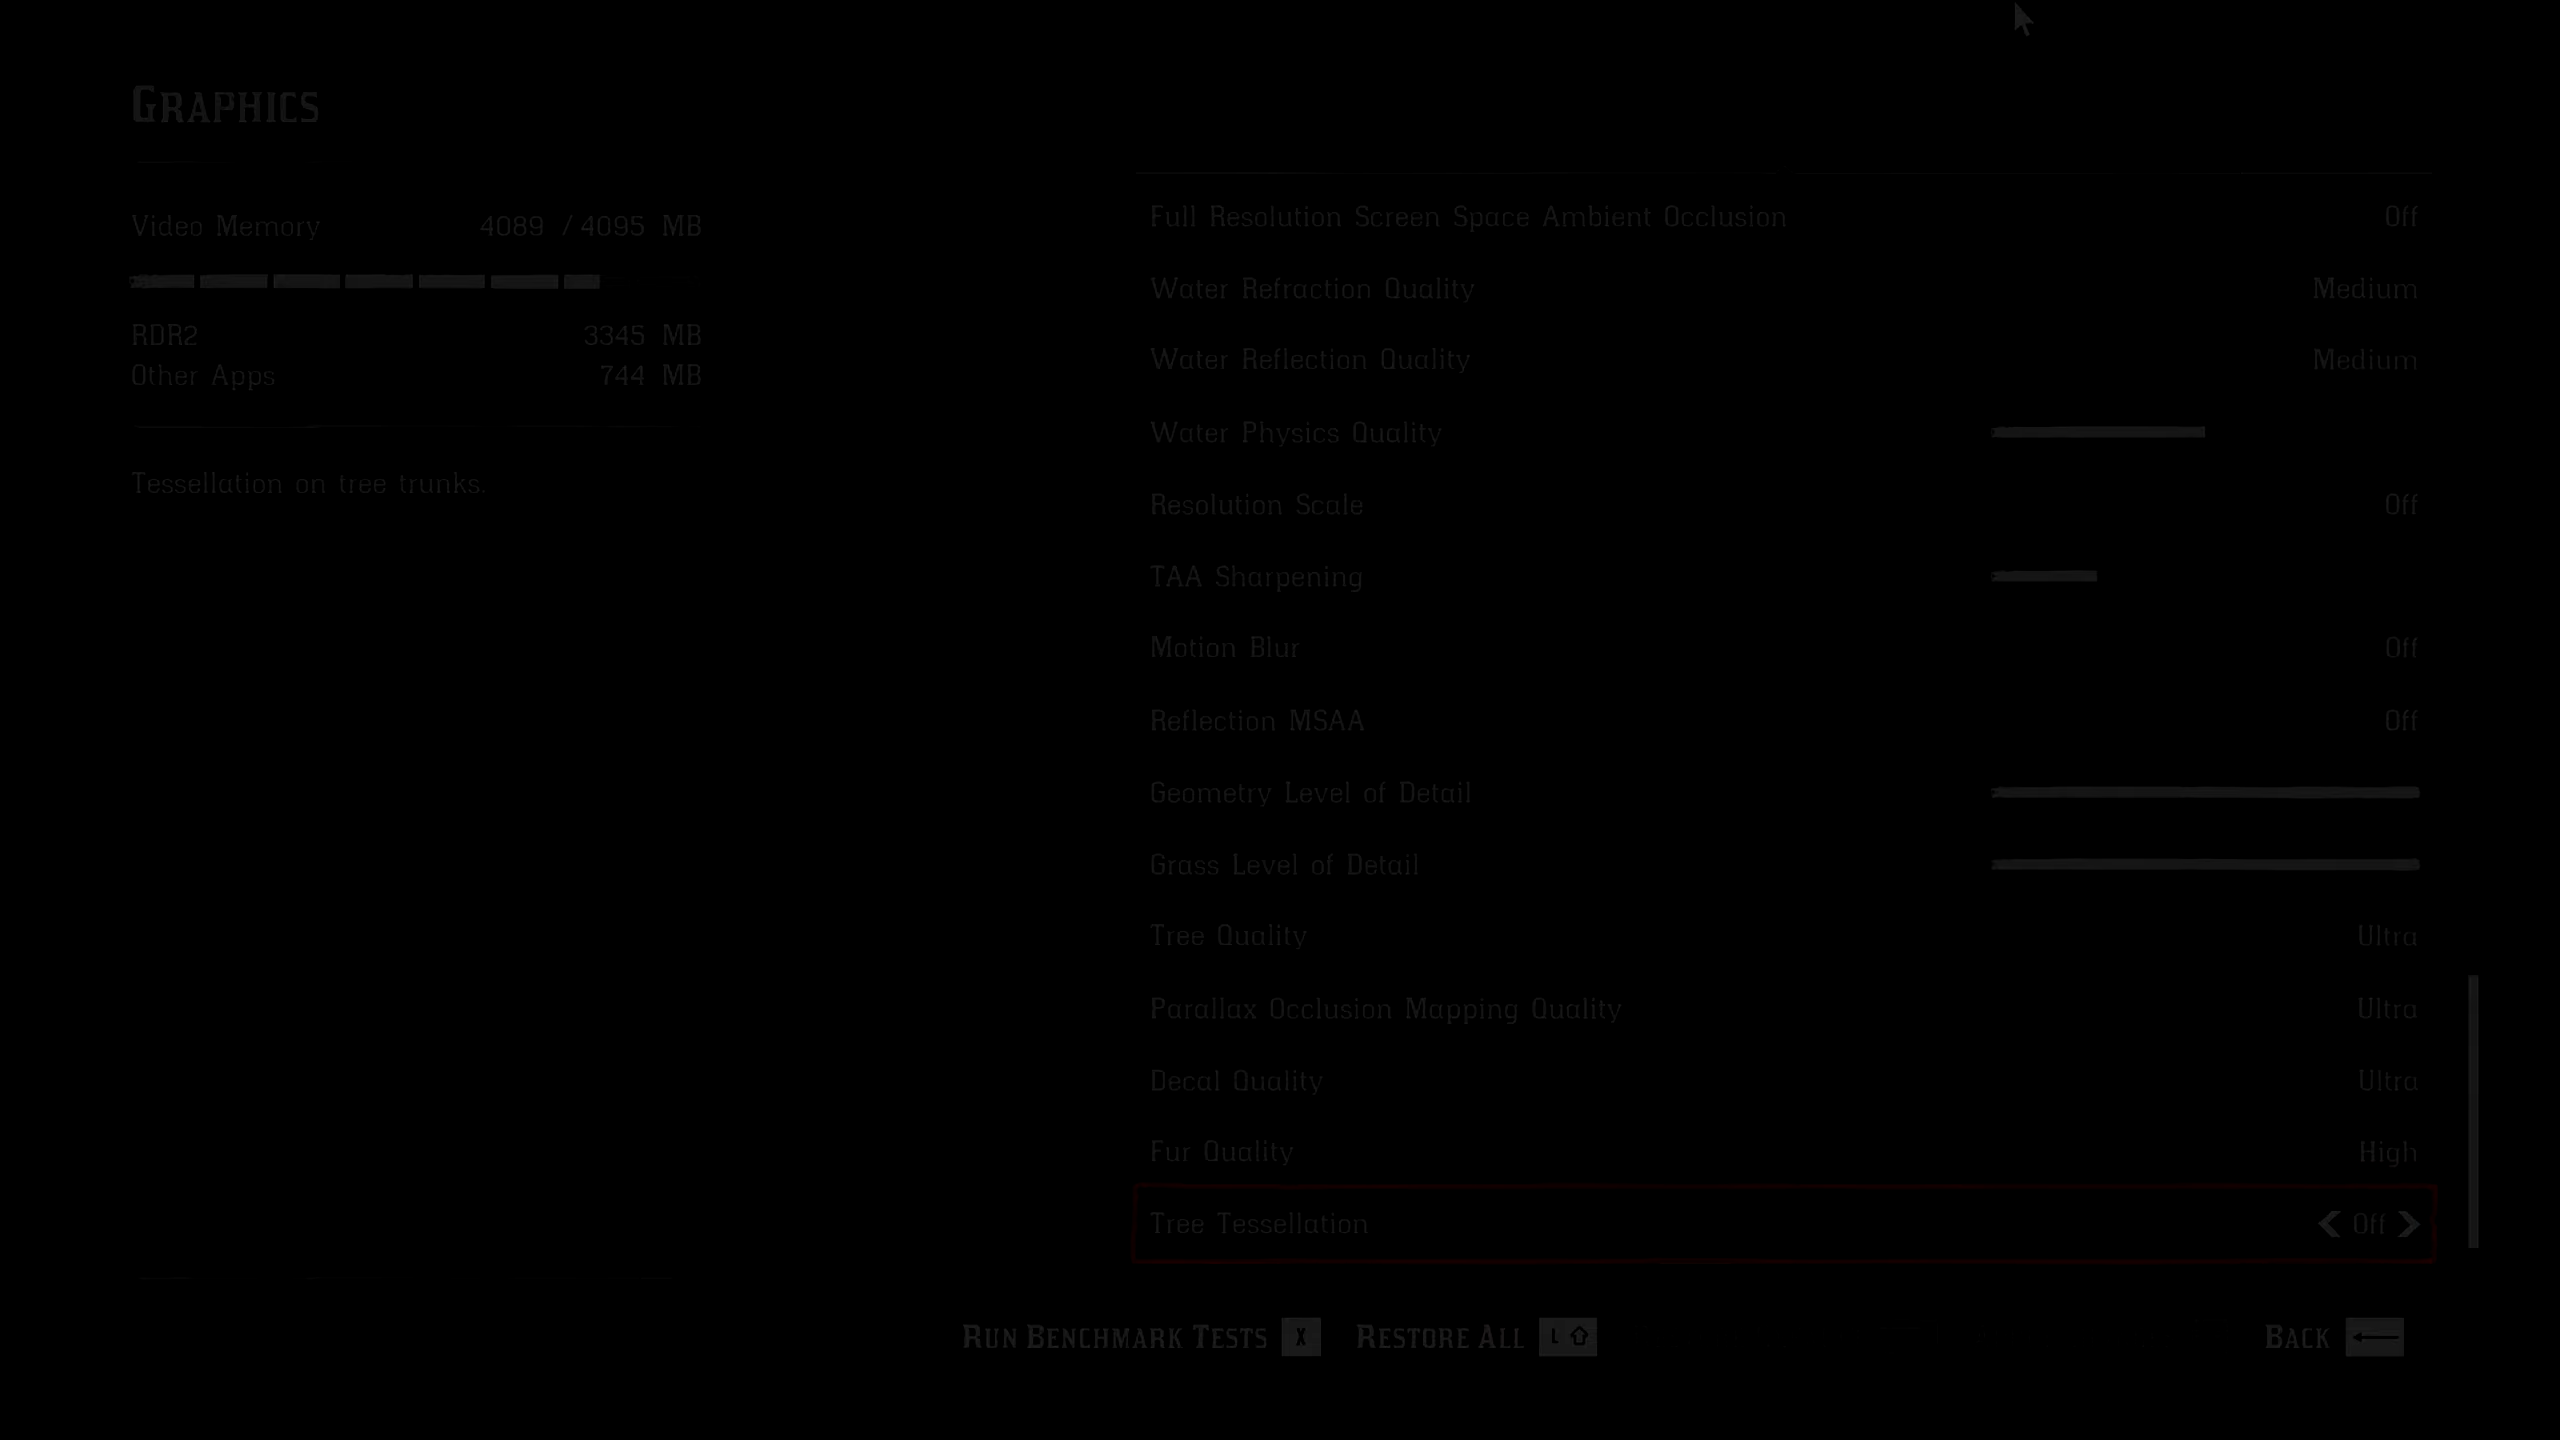 GRAPHICS
Video Memory 4089 / 4095 MB
RDR2 3345 MB
Other Apps 744 MB
Tessellation on tree trunks.
Full Resolution Screen Space Ambient Occlusion Off
Water Refraction Quality Medium
Water Reflection Quality Medium
Water Physics Quality
Resolution Scale Off
TAA Sharpening
Motion Blur Off
Reflection MSAA Off
Geometry Level of Detail
Grass Level of Detail
Tree Quality Ultra
Parallax Occlusion Mapping Quality Ultra
Decal Quality Ultra
Fur Quality High
Tree Tessellation Off
RUN BENCHMARK TESTS X RESTORE ALL L BACK